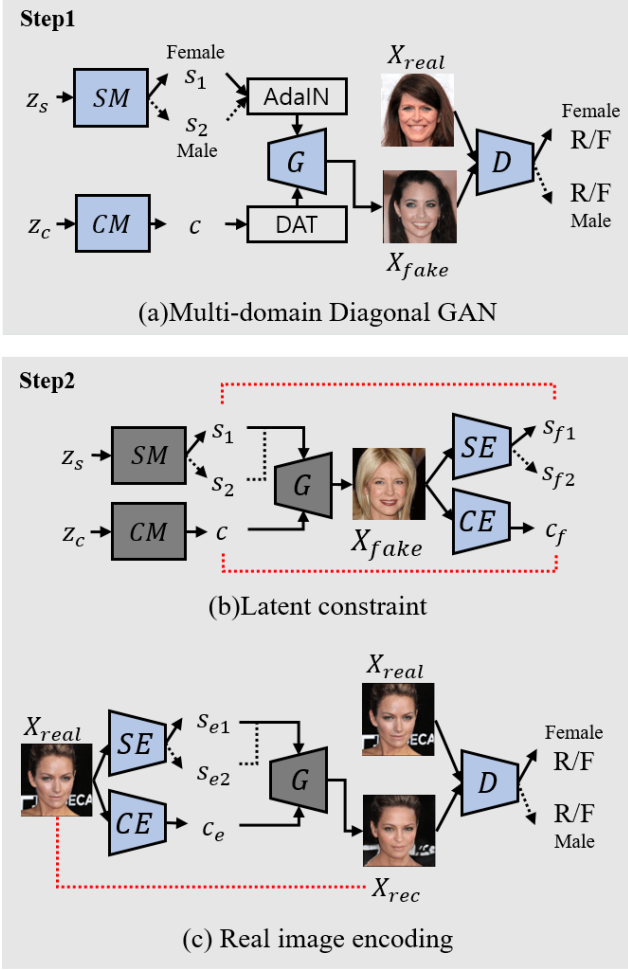 Step1
Female
z_s SM s_1 AdaIN X_real
s_2
Male
G D
Female
R/F
R/F
Male
z_c CM c DAT
X_fake
(a)Multi-domain Diagonal GAN
Step2
z_s SM s_1 s_2 G SE s_f1 s_f2
z_c CM c X_fake CE c_f
(b)Latent constraint
X_real
X_real SE s_e1 s_e2 G D
Female
R/F
R/F
Male
CE c_e
ECA
ECA
X_rec
(c) Real image encoding